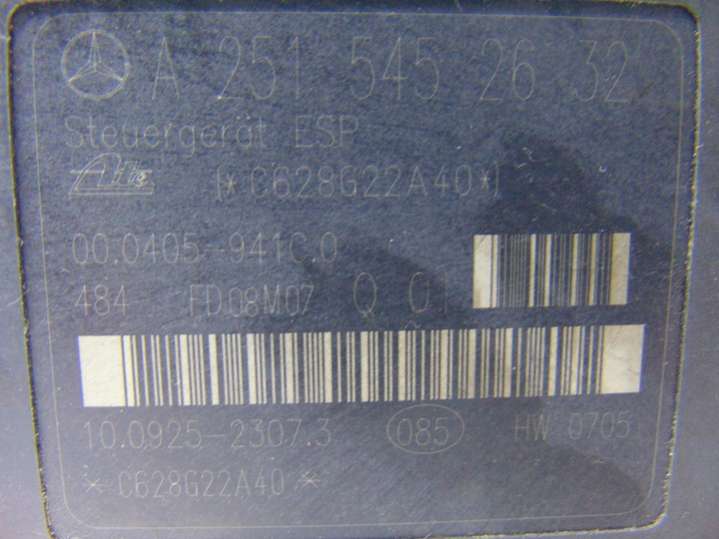 A 251 545 26 32
Steuergerät ESP
Ate [*C628G22A40*]
00.0405-941C.0
484 FD08M07 Q 01
10.0925-2307.3 085 HW 0705
*C628G22A40*